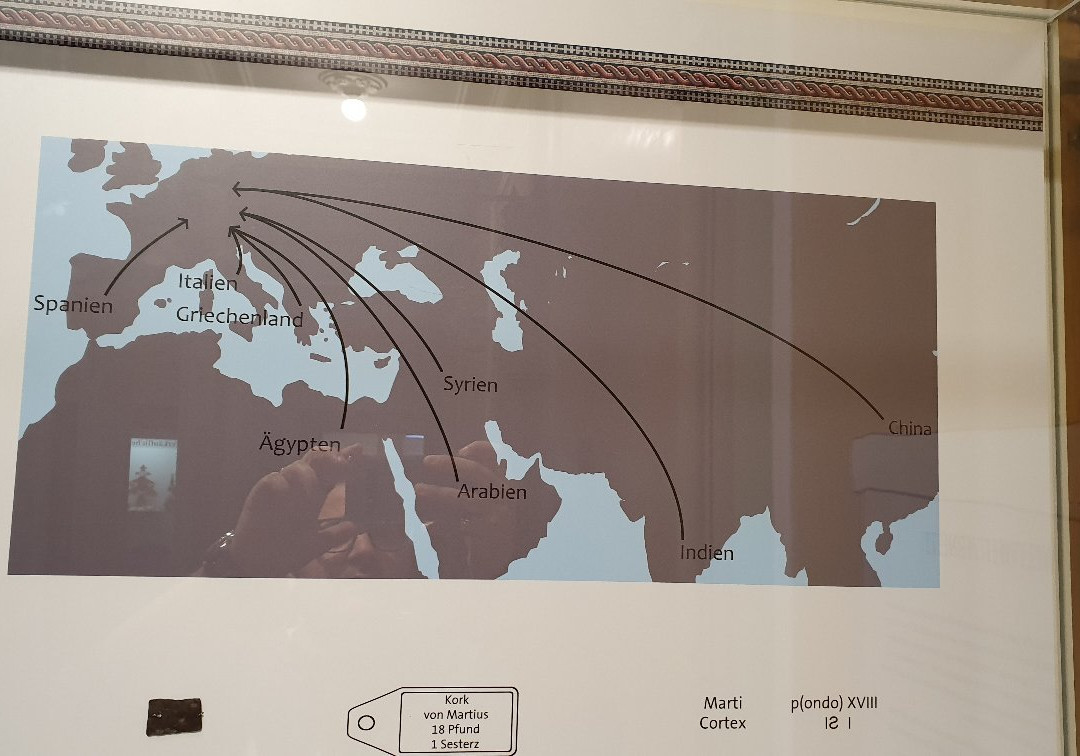 Italien
Spanien
Griechenland
Syrien
China
Ägypten
Arabien
Indien
Kork
von Martius
18 Pfund
1 Sesterz
Marti p(ondo) XVIII
Cortex IS I